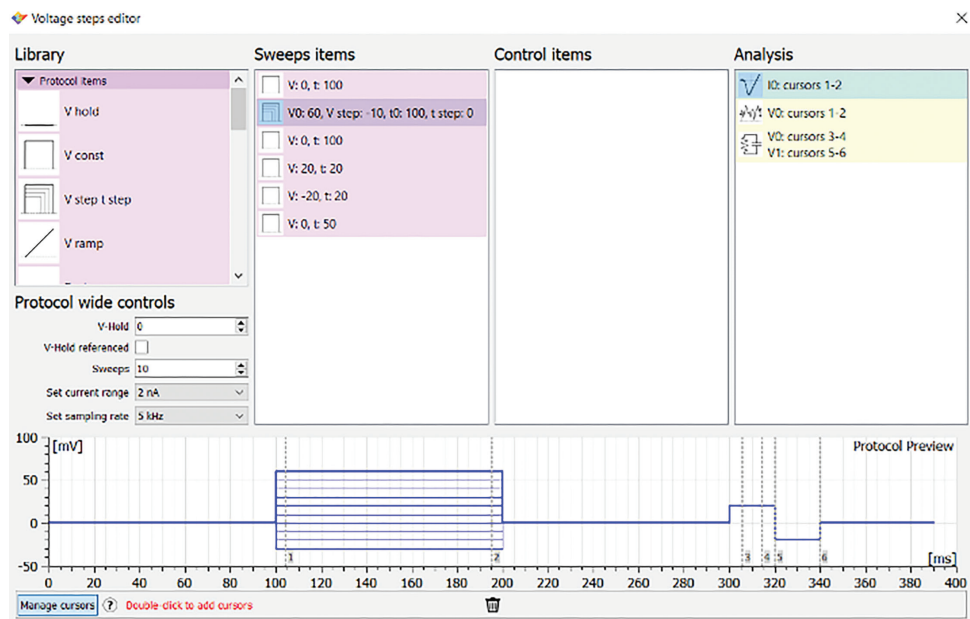 Voltage steps editor
Library
Protocol items
V hold
V const
V step t step
V ramp
Protocol wide controls
V-Hold 0
V-Hold referenced
Sweeps 10
Set current range 2 nA
Set sampling rate 5 kHz
Sweeps items
V: 0, t: 100
V0: 60, V step: -10, t0: 100, t step: 0
V: 0, t: 100
V: 20, t: 20
V: -20, t: 20
V: 0, t: 50
Control items
Analysis
I0: cursors 1-2
V0: cursors 1-2
V0: cursors 3-4
V1: cursors 5-6
100
[mV]
Protocol Preview
50
0
-50
1 2 3 4 5 6
[ms]
0 20 40 60 80 100 120 140 160 180 200 220 240 260 280 300 320 340 360 380 400
Manage cursors ? Double-click to add cursors